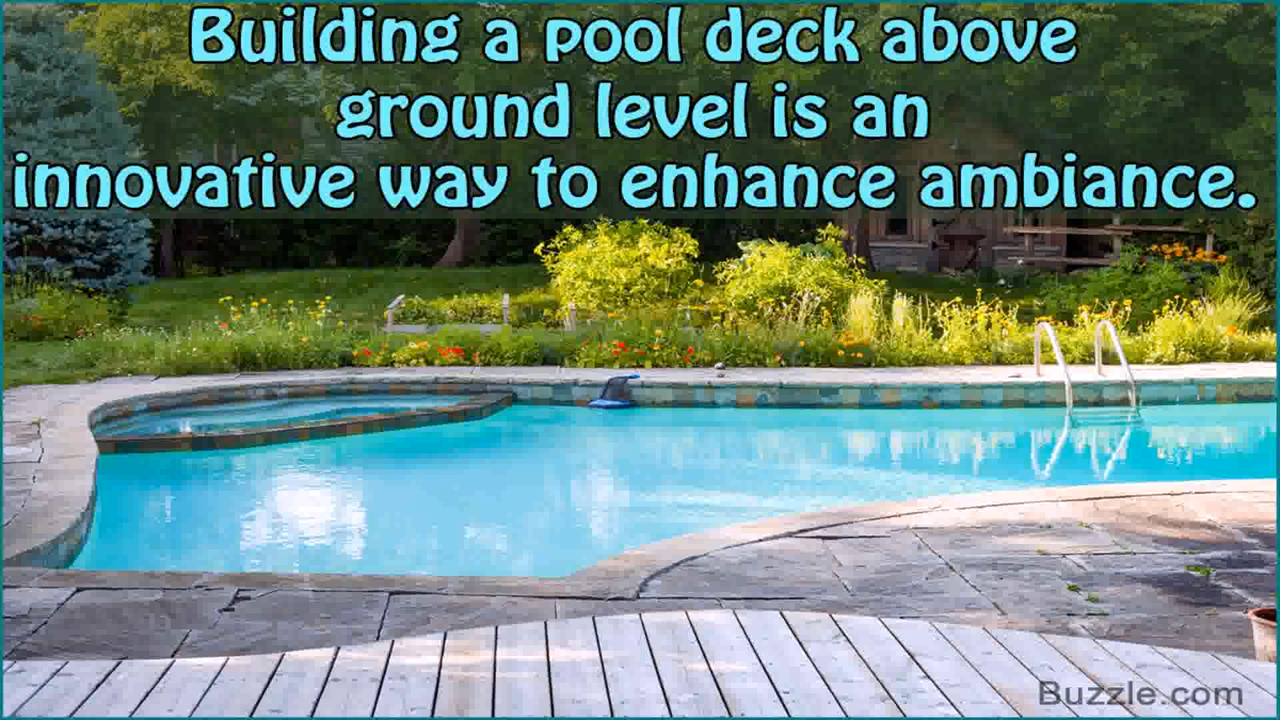 Building a pool deck above
ground level is an
innovative way to enhance ambiance.
Buzzle.com